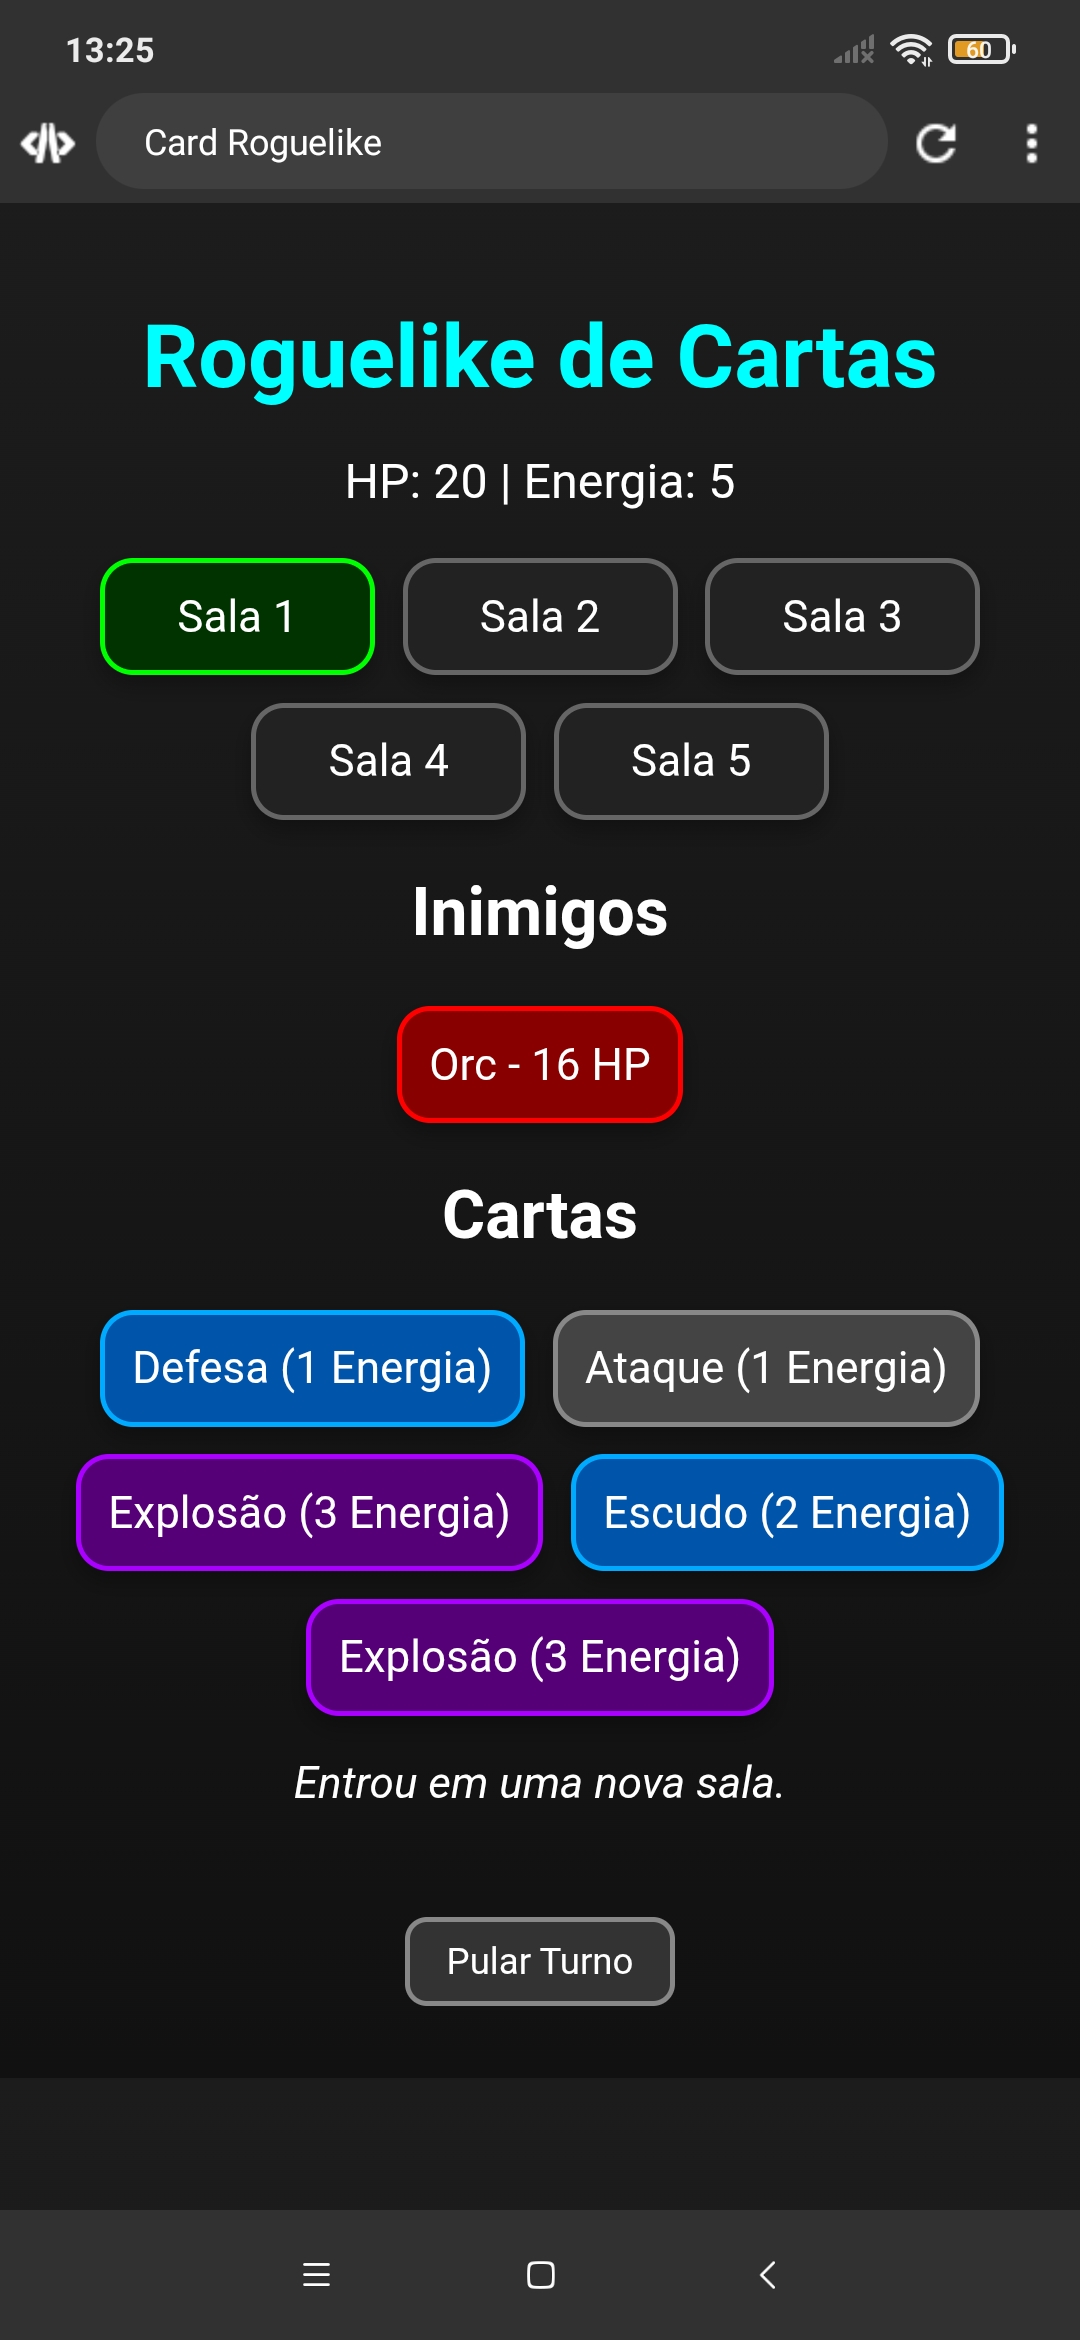 13:25
60
Card Roguelike
Roguelike de Cartas
HP: 20 | Energia: 5
Sala 1 Sala 2 Sala 3
Sala 4 Sala 5
Inimigos
Orc - 16 HP
Cartas
Defesa (1 Energia) Ataque (1 Energia)
Explosão (3 Energia) Escudo (2 Energia)
Explosão (3 Energia)
Entrou em uma nova sala.
Pular Turno